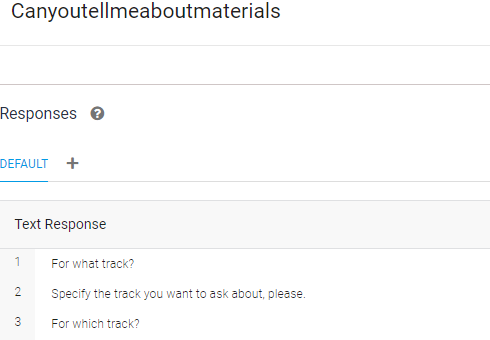 Canyoutellmeaboutmaterials
Responses ?
DEFAULT +
Text Response
1 For what track?
2 Specify the track you want to ask about, please.
3 For which track?